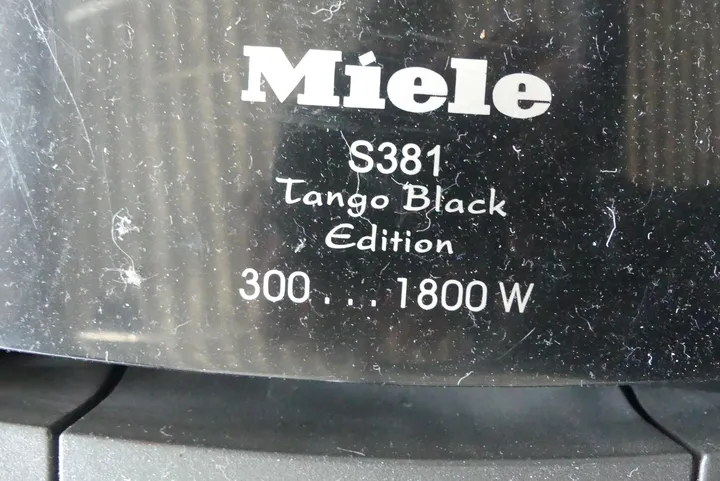 Miele
S381
Tango Black
Edition
300 . . . 1800 W